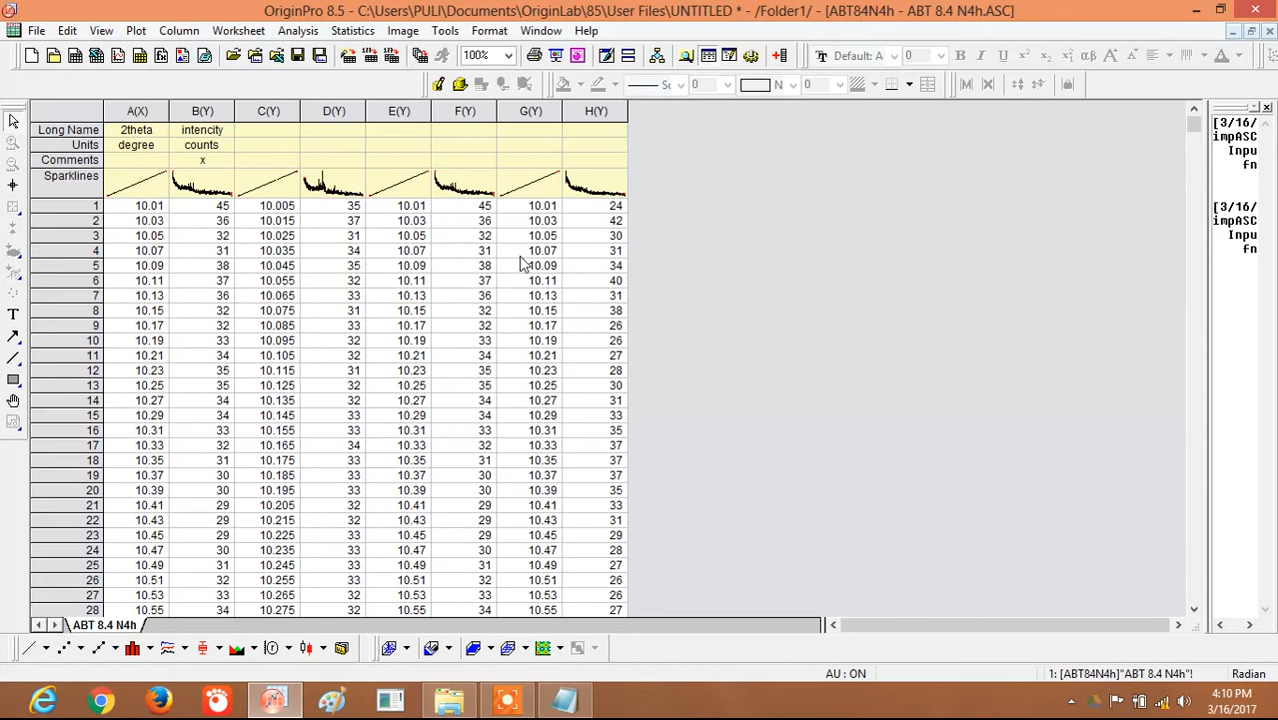 OriginPro 8.5 - C:\Users\PULI\Documents\OriginLab\85\User Files\UNTITLED * - /Folder1/ - [ABT84N4h - ABT 8.4 N4h.ASC]
File Edit View Plot Column Worksheet Analysis Statistics Image Tools Format Window Help
100% Default: A 0 B I U
0 N 0
A(X) B(Y) C(Y) D(Y) E(Y) F(Y) G(Y) H(Y)
Long Name 2theta intencity
Units degree counts
Comments x
Sparklines
1 10.01 45 10.005 35 10.01 45 10.01 24
2 10.03 36 10.015 37 10.03 36 10.03 42
3 10.05 32 10.025 31 10.05 32 10.05 30
4 10.07 31 10.035 34 10.07 31 10.07 31
5 10.09 38 10.045 32 10.09 38 10.09 34
6 10.11 37 10.055 32 10.11 37 10.11 40
7 10.13 36 10.065 33 10.13 36 10.13 31
8 10.15 32 10.075 31 10.15 32 10.15 38
9 10.17 32 10.085 33 10.17 32 10.17 26
10 10.19 33 10.095 32 10.19 33 10.19 26
11 10.21 34 10.105 32 10.21 34 10.21 27
12 10.23 35 10.115 31 10.23 35 10.23 28
13 10.25 35 10.125 32 10.25 35 10.25 30
14 10.27 34 10.135 32 10.27 34 10.27 31
15 10.29 34 10.145 33 10.29 34 10.29 33
16 10.31 33 10.155 33 10.31 33 10.31 35
17 10.33 32 10.165 34 10.33 32 10.33 37
18 10.35 31 10.175 33 10.35 31 10.35 37
19 10.37 30 10.185 33 10.37 30 10.37 37
20 10.39 30 10.195 33 10.39 30 10.39 35
21 10.41 29 10.205 32 10.41 29 10.41 33
22 10.43 29 10.215 33 10.43 29 10.43 31
23 10.45 29 10.225 33 10.45 29 10.45 29
24 10.47 30 10.235 33 10.47 30 10.47 28
25 10.49 31 10.245 33 10.49 31 10.49 27
26 10.51 32 10.255 33 10.51 32 10.51 26
27 10.53 33 10.265 32 10.53 33 10.53 26
28 10.55 34 10.275 32 10.55 34 10.55 27
[3/16/
impASC
Inpu
fn
[3/16/
impASC
Inpu
fn
ABT 8.4 N4h
AU : ON 1: [ABT84N4h]"ABT 8.4 N4h"! Radian
4:10 PM
3/16/2017